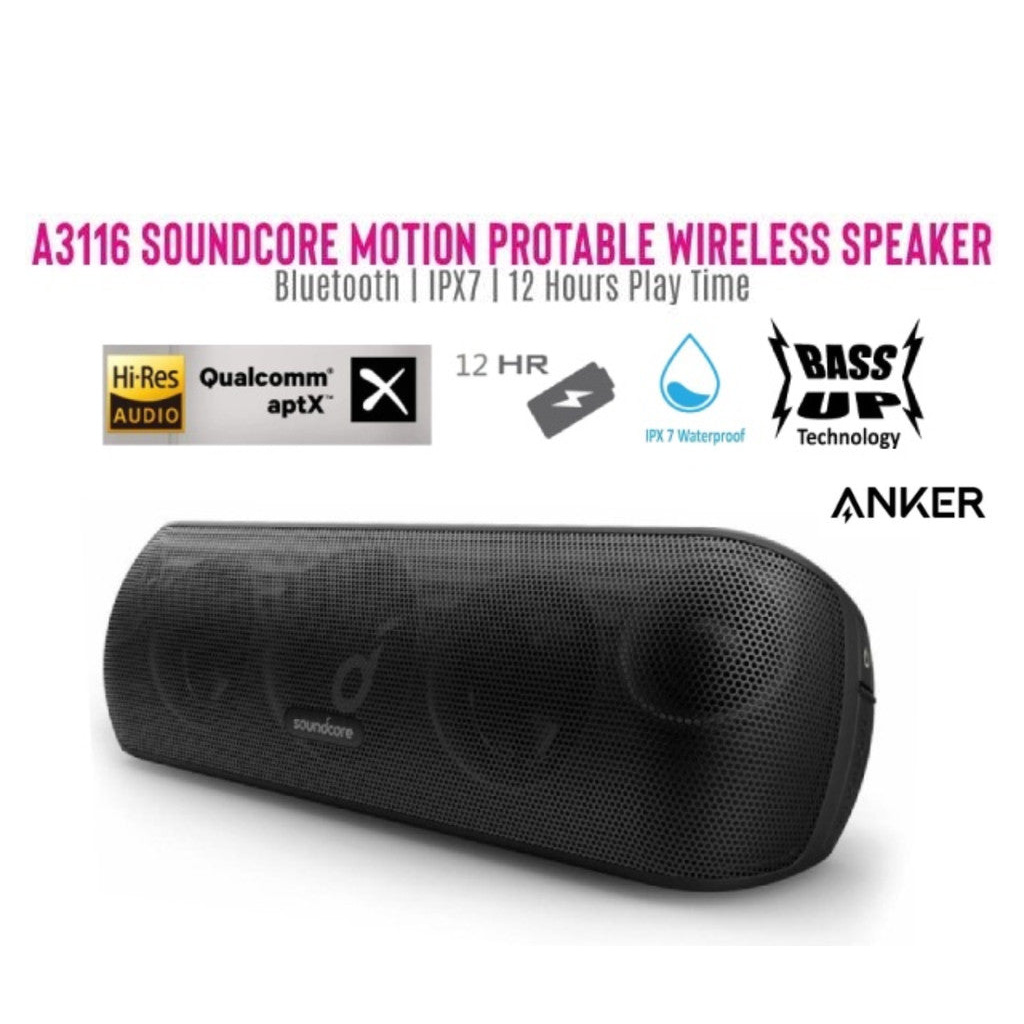 A3116 SOUNDCORE MOTION PROTABLE WIRELESS SPEAKER
Bluetooth | IPX7 | 12 Hours Play Time
Hi-Res
AUDIO
Qualcomm®
aptX™
12 HR
IPX 7 Waterproof
BASS
UP
Technology
ANKER
soundcore